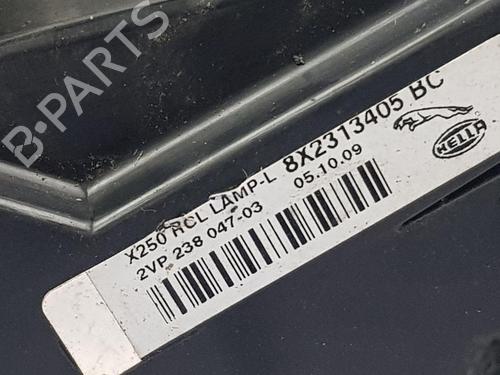 B-PARTS
X250 RCL LAMP-L 8X2313405 BC
2VP 238 047-03 05.10.09
HELLA